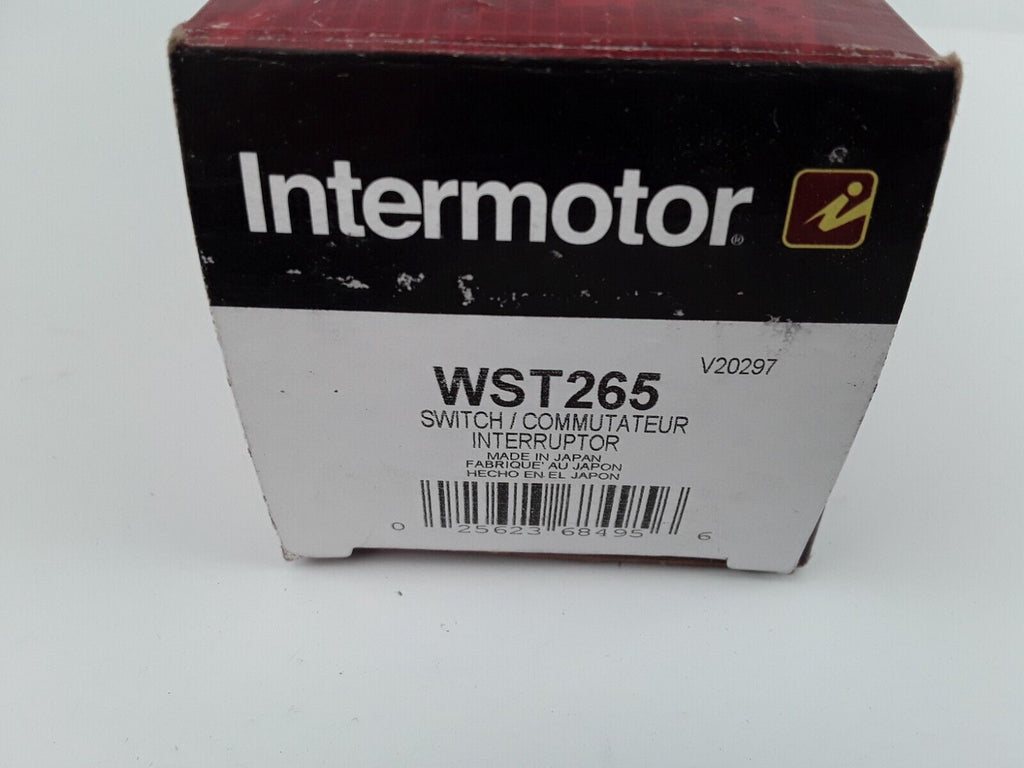 Intermotor®
WST265
V20297
SWITCH / COMMUTATEUR
INTERRUPTOR
MADE IN JAPAN
FABRIQUE' AU JAPON
HECHO EN EL JAPON
0 25623 68495 6